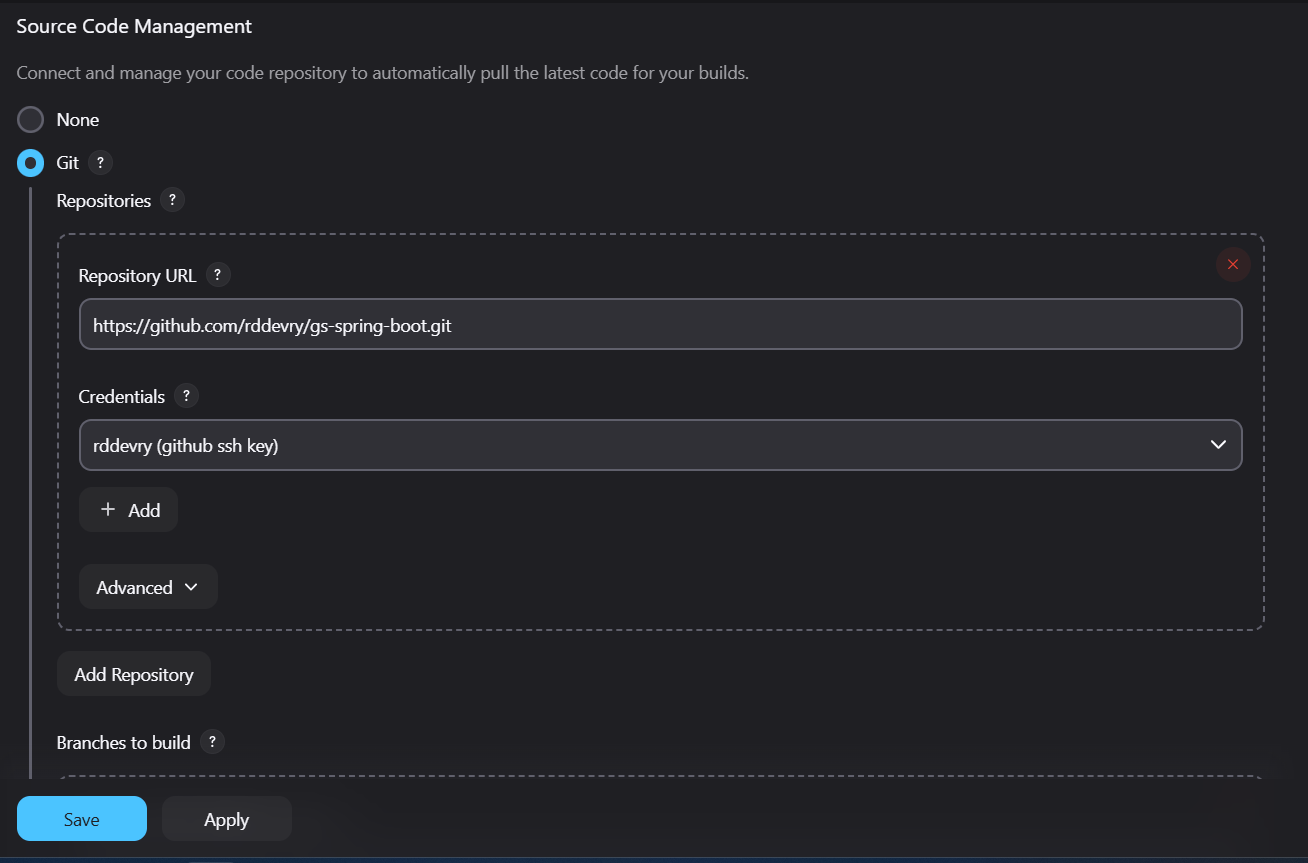 Source Code Management
Connect and manage your code repository to automatically pull the latest code for your builds.
None
Git ?
Repositories ?
Repository URL ?
https://github.com/rddevry/gs-spring-boot.git
Credentials ?
rddevry (github ssh key)
+ Add
Advanced
Add Repository
Branches to build ?
Save Apply